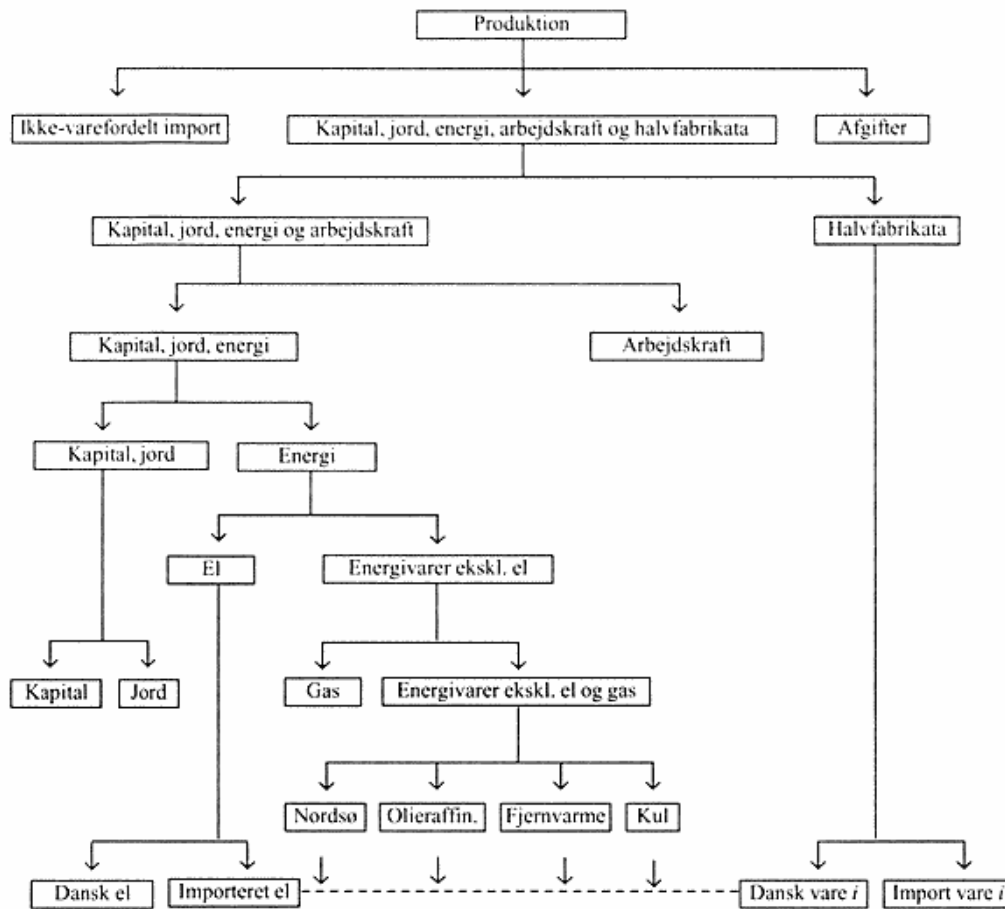 Produktion
Ikke-varefordelt import
Kapital, jord, energi, arbejdskraft og halvfabrikata
Afgifter
Kapital, jord, energi og arbejdskraft
Halvfabrikata
Kapital, jord, energi
Arbejdskraft
Kapital, jord
Energi
El
Energivarer ekskl. el
Kapital
Jord
Gas
Energivarer ekskl. el og gas
Nordsø
Olieraffin.
Fjernvarme
Kul
Dansk el
Importeret el
Dansk vare i
Import vare i